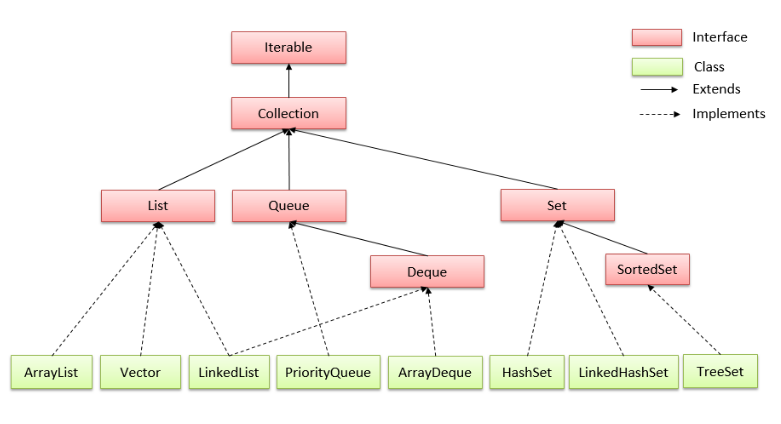 Iterable
Interface
Class
Extends
Collection
Implements
List
Queue
Set
Deque
SortedSet
ArrayList
Vector
LinkedList
PriorityQueue
ArrayDeque
HashSet
LinkedHashSet
TreeSet